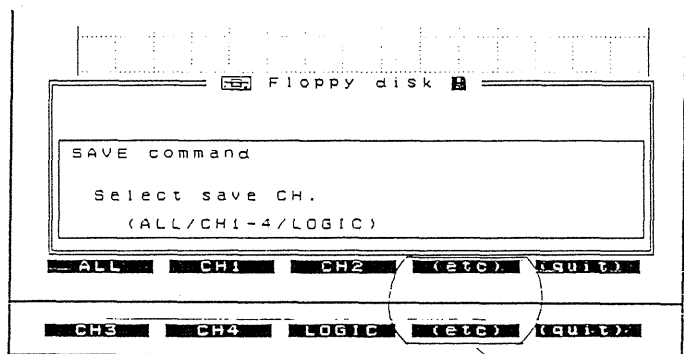 Floppy disk
SAVE command
Select save CH.
(ALL/CH1-4/LOGIC)
ALL CH1 CH2 (etc) (quit)
CH3 CH4 LOGIC (etc) (quit)